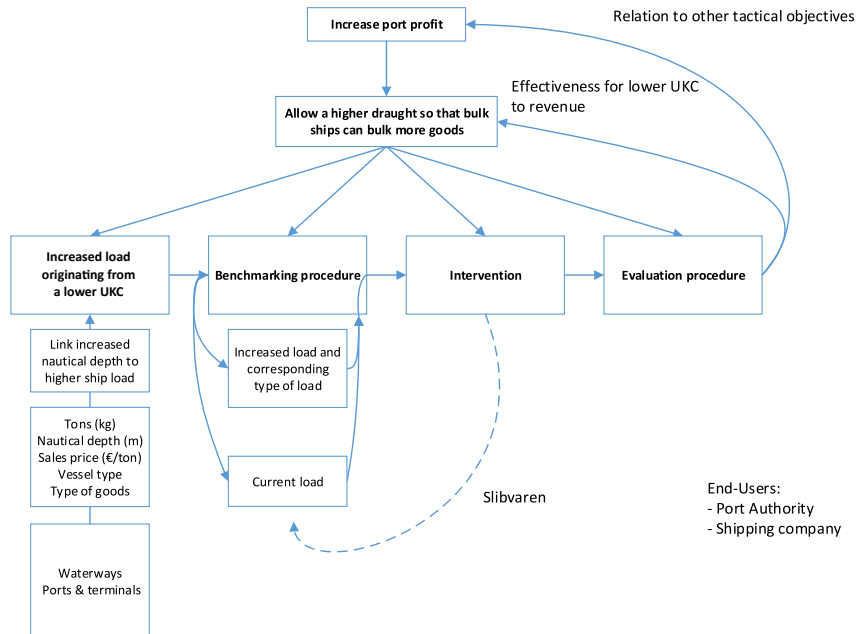 Relation to other tactical objectives
Increase port profit
Effectiveness for lower UKC
to revenue
Allow a higher draught so that bulk
ships can bulk more goods
Increased load
originating from
a lower UKC
Benchmarking procedure
Intervention
Evaluation procedure
Link increased
nautical depth to
higher ship load
Increased load and
corresponding
type of load
Tons (kg)
Nautical depth (m)
Sales price (€/ton)
Vessel type
Type of goods
Current load
Slibvaren
End-Users:
- Port Authority
- Shipping company
Waterways
Ports & terminals